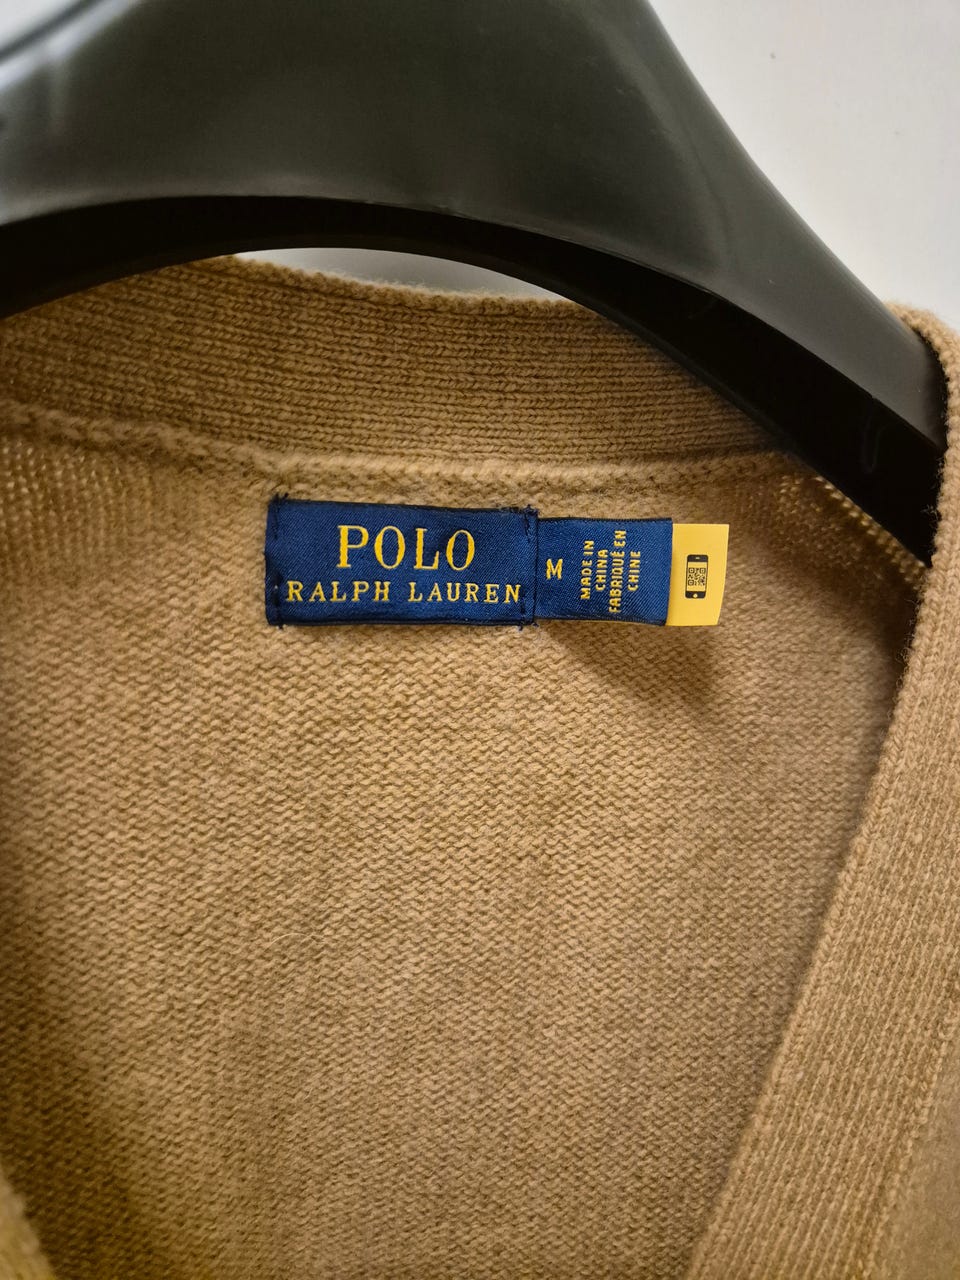 POLO
RALPH LAUREN
M
MADE IN
CHINA
FABRIQUÉ EN
CHINE